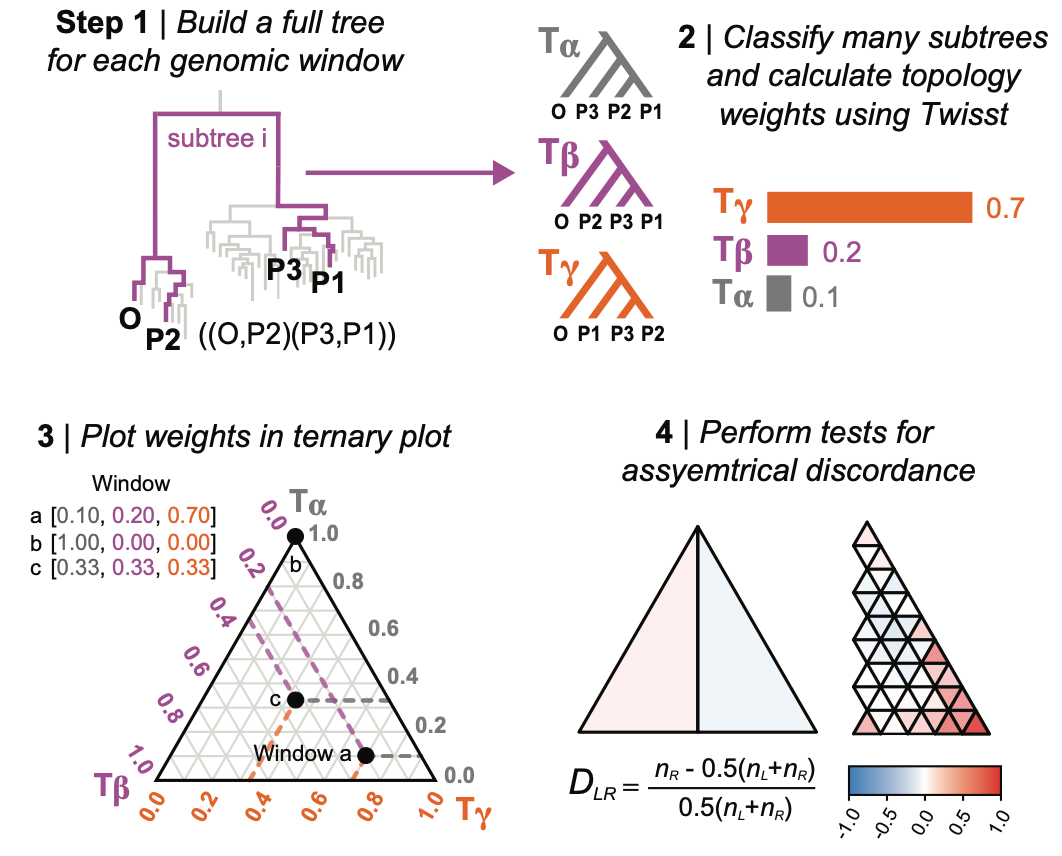 Step 1 | Build a full tree
for each genomic window
subtree i
P3
P1
O
P2
((O,P2)(P3,P1))
Tα
O P3 P2 P1
Tβ
O P2 P3 P1
Tγ
O P1 P3 P2
2 | Classify many subtrees
and calculate topology
weights using Twisst
Tγ 0.7
Tβ 0.2
Tα 0.1
3 | Plot weights in ternary plot
Window
a [0.10, 0.20, 0.70]
b [1.00, 0.00, 0.00]
c [0.33, 0.33, 0.33]
Tα
0.0
0.2
0.4
0.6
0.8
1.0
Tβ
1.0
0.8
0.6
0.4
0.2
0.0
b
c
Window a
0.0 0.2 0.4 0.6 0.8 1.0
Tγ
4 | Perform tests for
assyemtrical discordance
D_LR = (n_R - 0.5(n_L+n_R)) / (0.5(n_L+n_R))
-1.0 -0.5 0.0 0.5 1.0